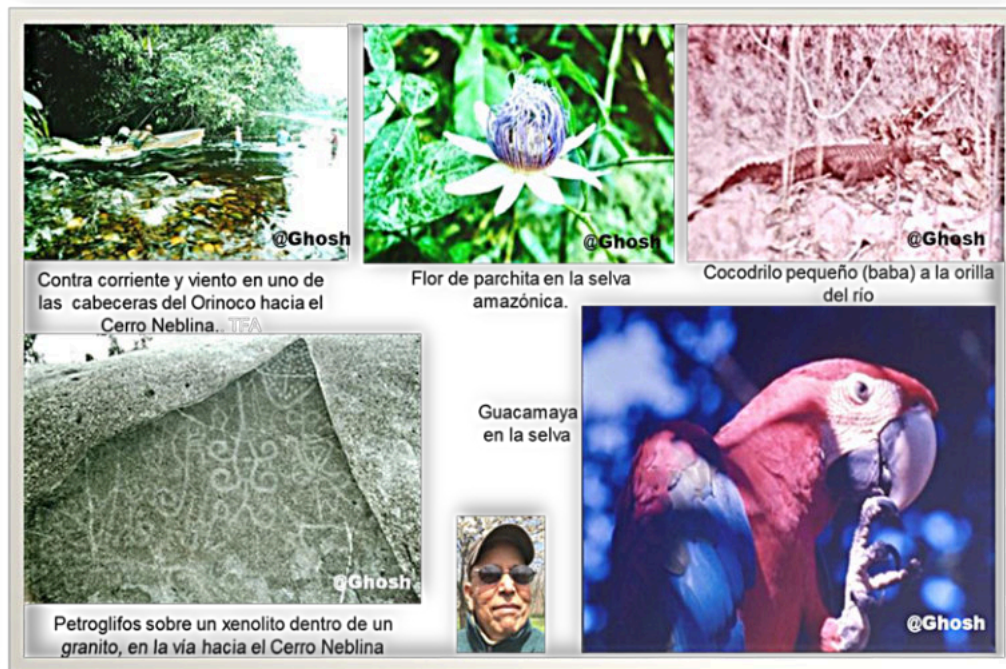 @Ghosh
@Ghosh
@Ghosh
Contra corriente y viento en uno de
las cabeceras del Orinoco hacia el
Cerro Neblina.. TFA
Flor de parchita en la selva
amazónica.
Cocodrilo pequeño (baba) a la orilla
del río
Guacamaya
en la selva
@Ghosh
@Ghosh
Petroglifos sobre un xenolito dentro de un
granito, en la vía hacia el Cerro Neblina